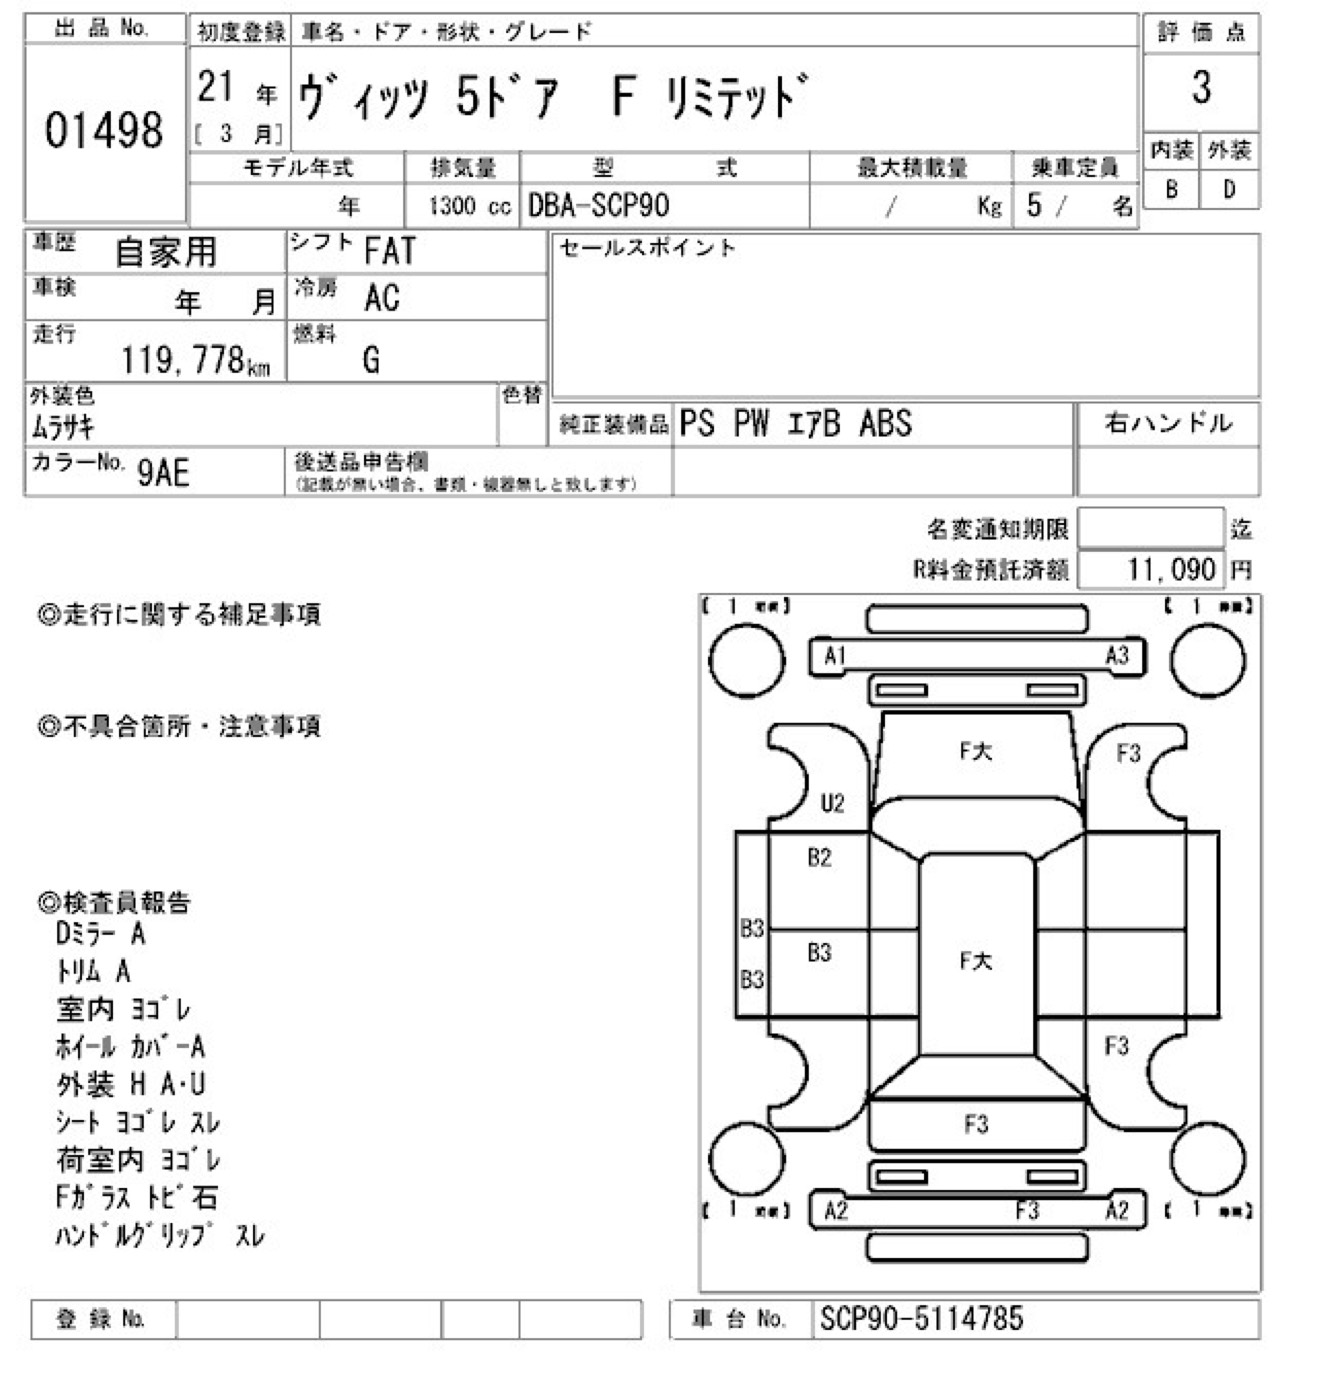 出品 No.
初度登録
車名・ドア・形状・グレード
評価点
01498
21 年
[ 3 月]
ヴィッツ 5ドア F リミテッド
3
内装 外装
B D
モデル年式
排気量
型 式
最大積載量
乗車定員
年
1300 cc
DBA-SCP90
/ Kg
5 / 名
車歴 自家用
シフト FAT
セールスポイント
車検 年 月
冷房 AC
走行 119,778km
燃料 G
外装色
ムラサキ
色替
純正装備品 PS PW エアB ABS
右ハンドル
カラーNo. 9AE
後送品申告欄
(記載が無い場合、書類・機器無しと致します)
名変通知期限 迄
R料金預託済額 11,090 円
◎走行に関する補足事項
◎不具合箇所・注意事項
◎検査員報告
Dミラー A
トリム A
室内 ヨゴレ
ホイール カバーA
外装 H A・U
シート ヨゴレ スレ
荷室内 ヨゴレ
Fガラス トビ石
ハンドルグリップ スレ
[ 1 ]
[ 1 ]
A1 A3
F大
F3
U2
B2
B3
B3
F大
B3
F3
F3
[ 1 ]
A2 F3 A2
[ 1 ]
登録 No.
車台 No. SCP90-5114785